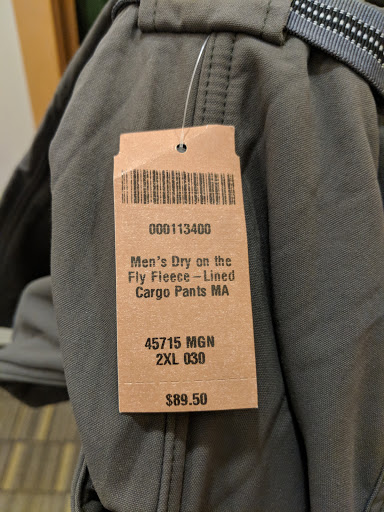 000113400
Men's Dry on the
Fly Fleece-Lined
Cargo Pants MA
45715 MGN
2XL 030
$89.50